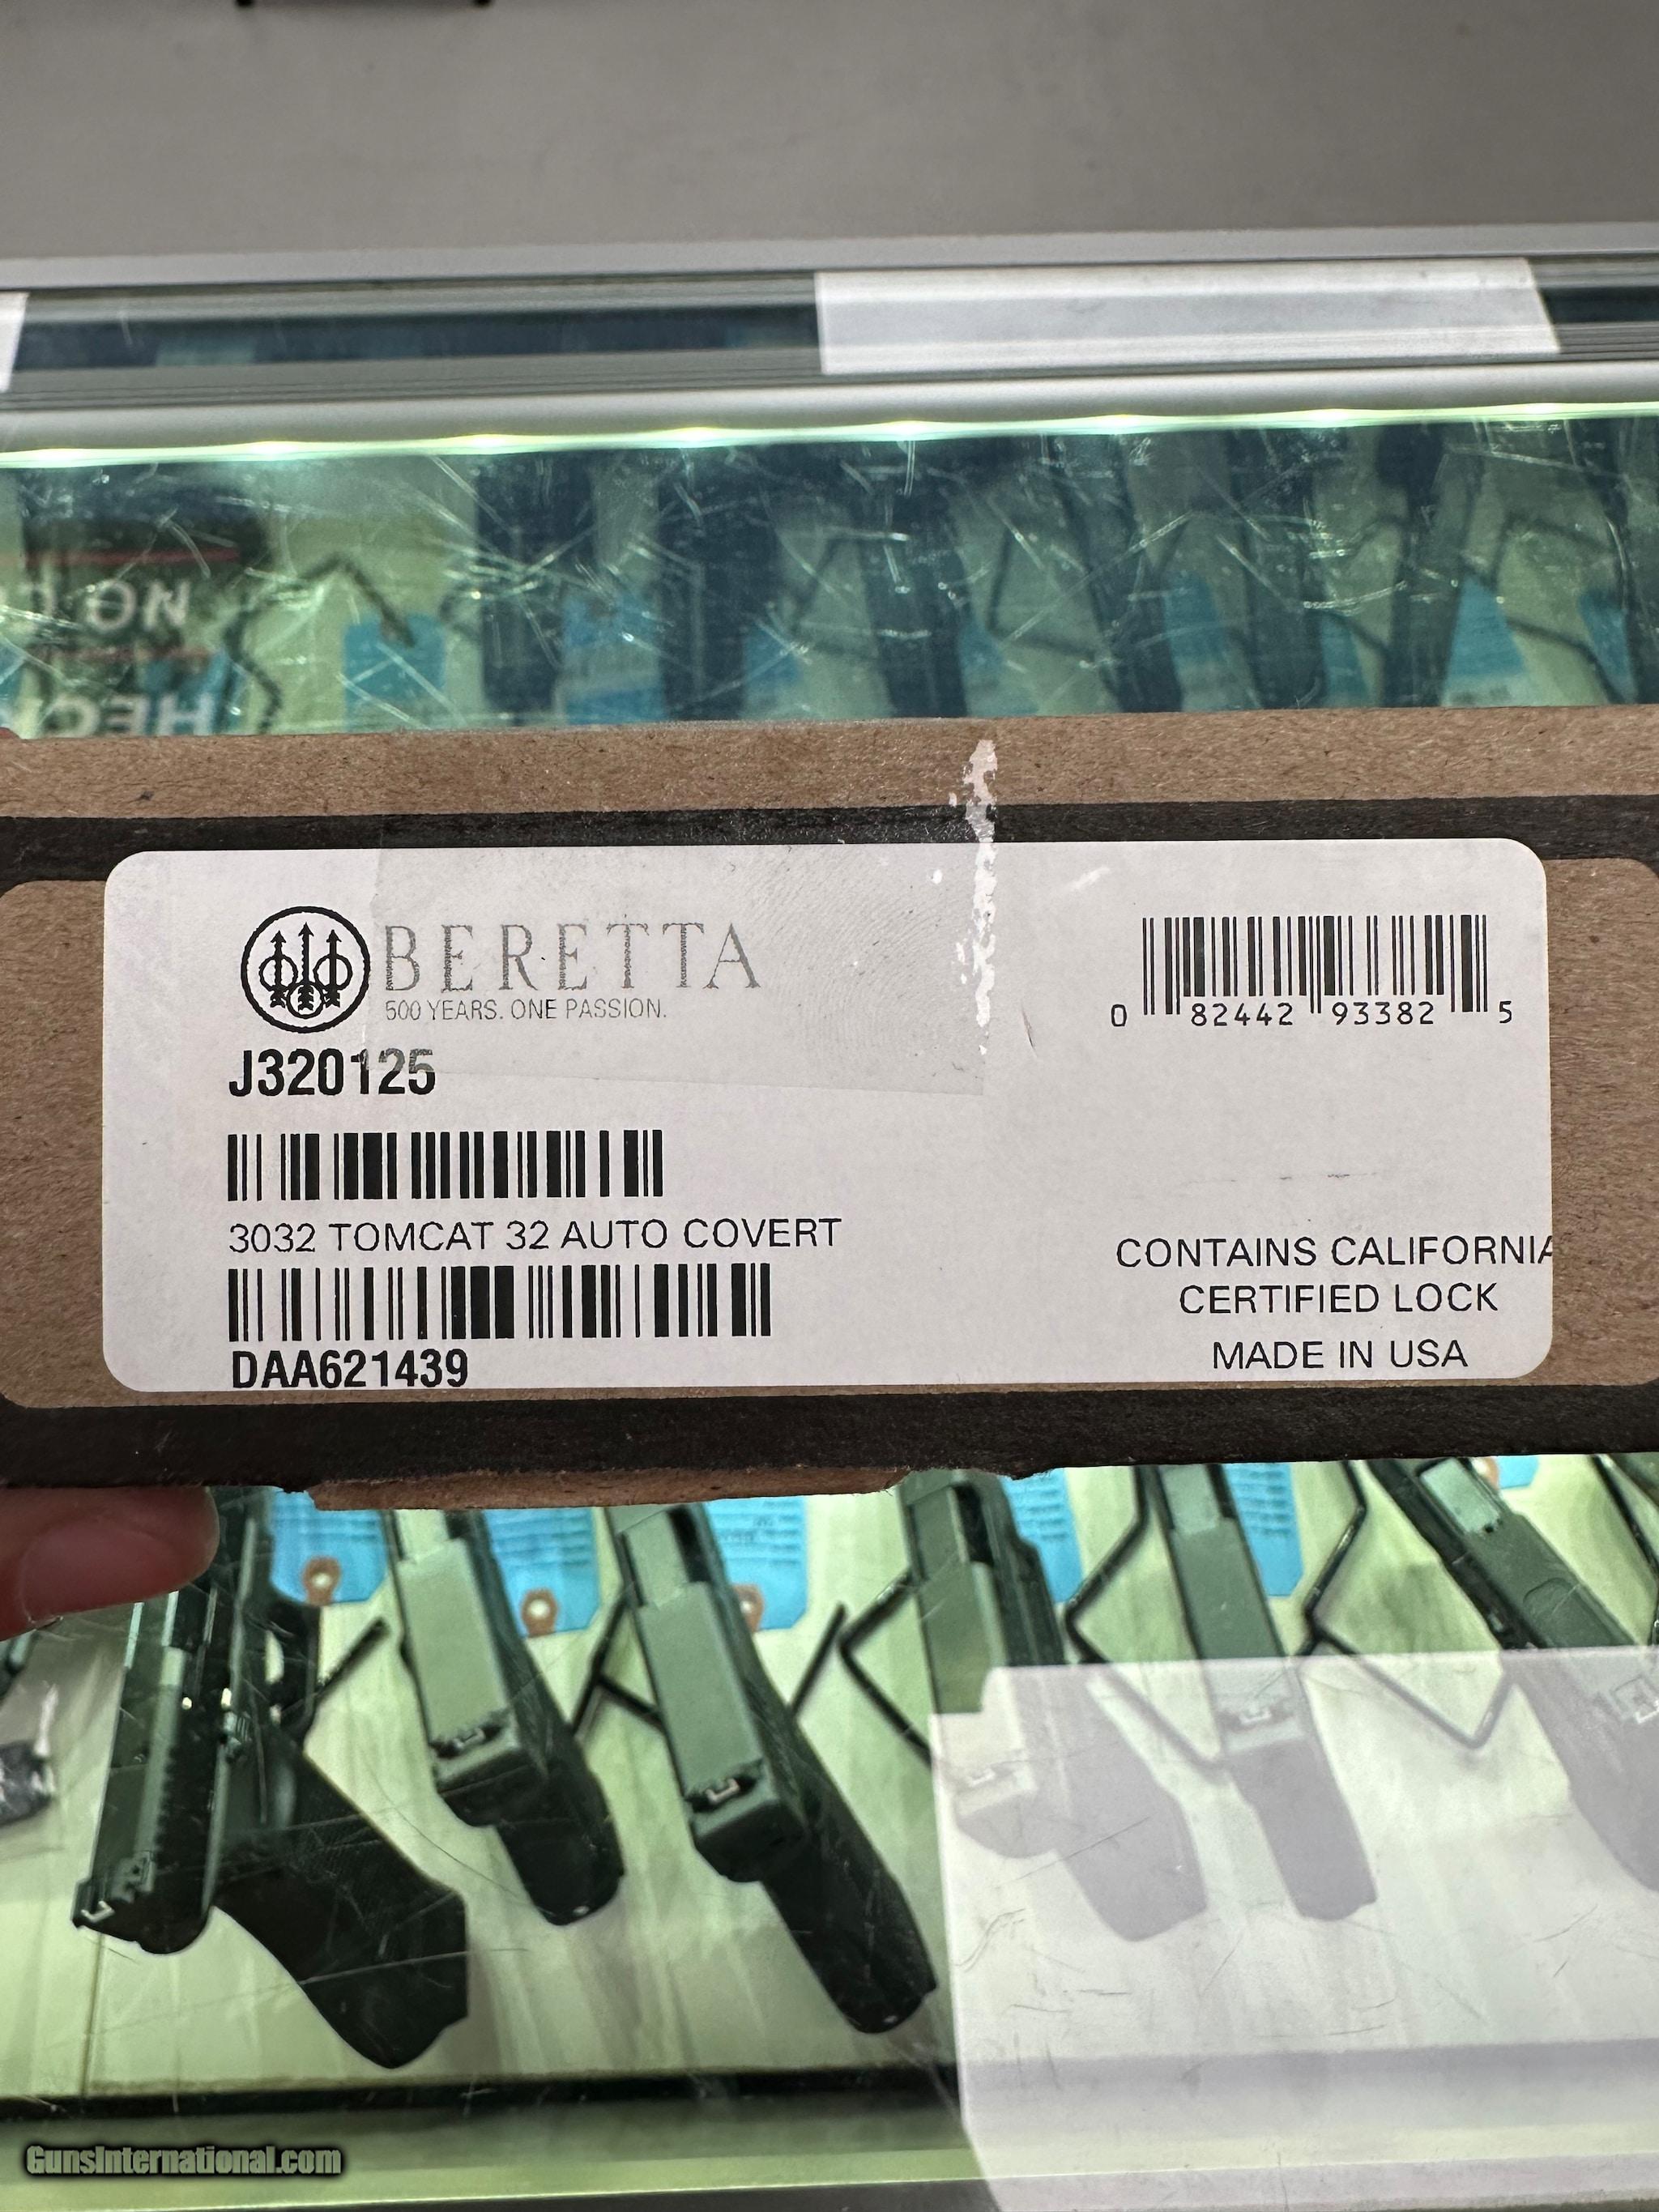 BERETTA
500 YEARS. ONE PASSION.
0 82442 93382 5
J320125
3032 TOMCAT 32 AUTO COVERT
DAA621439
CONTAINS CALIFORNIA
CERTIFIED LOCK
MADE IN USA
GunsInternational.com